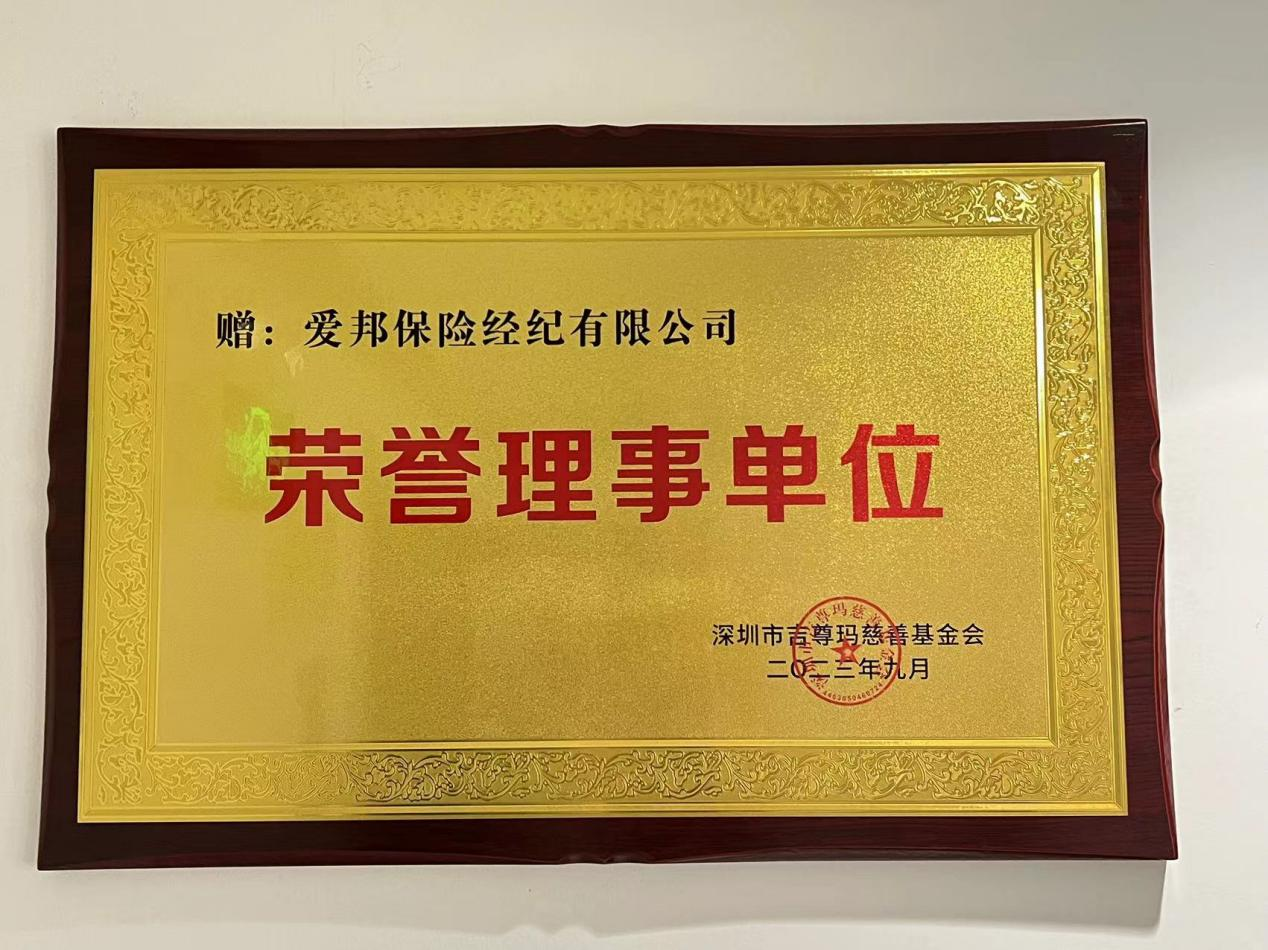 赠：爱邦保险经纪有限公司
荣誉理事单位
深圳市吉尊玛慈善基金会
二〇二三年九月